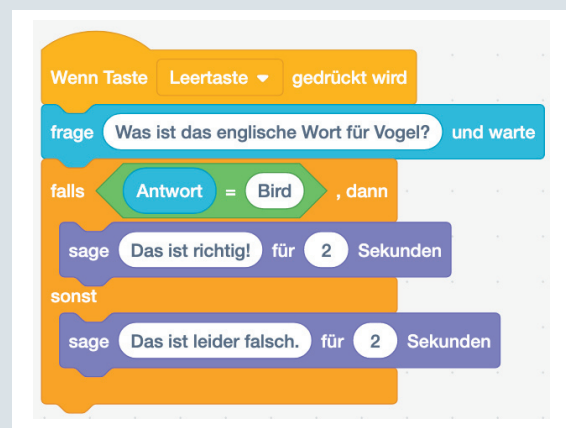 Wenn Taste Leertaste gedrückt wird
frage Was ist das englische Wort für Vogel? und warte
falls Antwort = Bird , dann
sage Das ist richtig! für 2 Sekunden
sonst
sage Das ist leider falsch. für 2 Sekunden